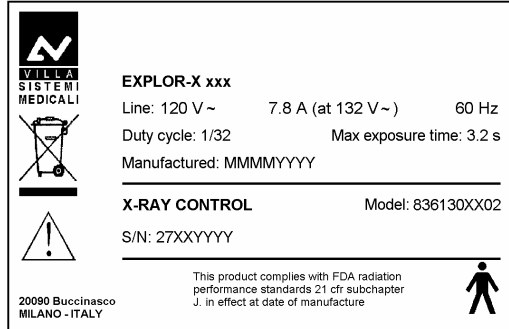 VILLA
SISTEMI
MEDICALI
EXPLOR-X xxx
Line: 120 V~ 7.8 A (at 132 V~) 60 Hz
Duty cycle: 1/32 Max exposure time: 3.2 s
Manufactured: MMMMYYYY
X-RAY CONTROL Model: 836130XX02
S/N: 27XXYYYY
This product complies with FDA radiation
performance standards 21 cfr subchapter
J. in effect at date of manufacture
20090 Buccinasco
MILANO - ITALY